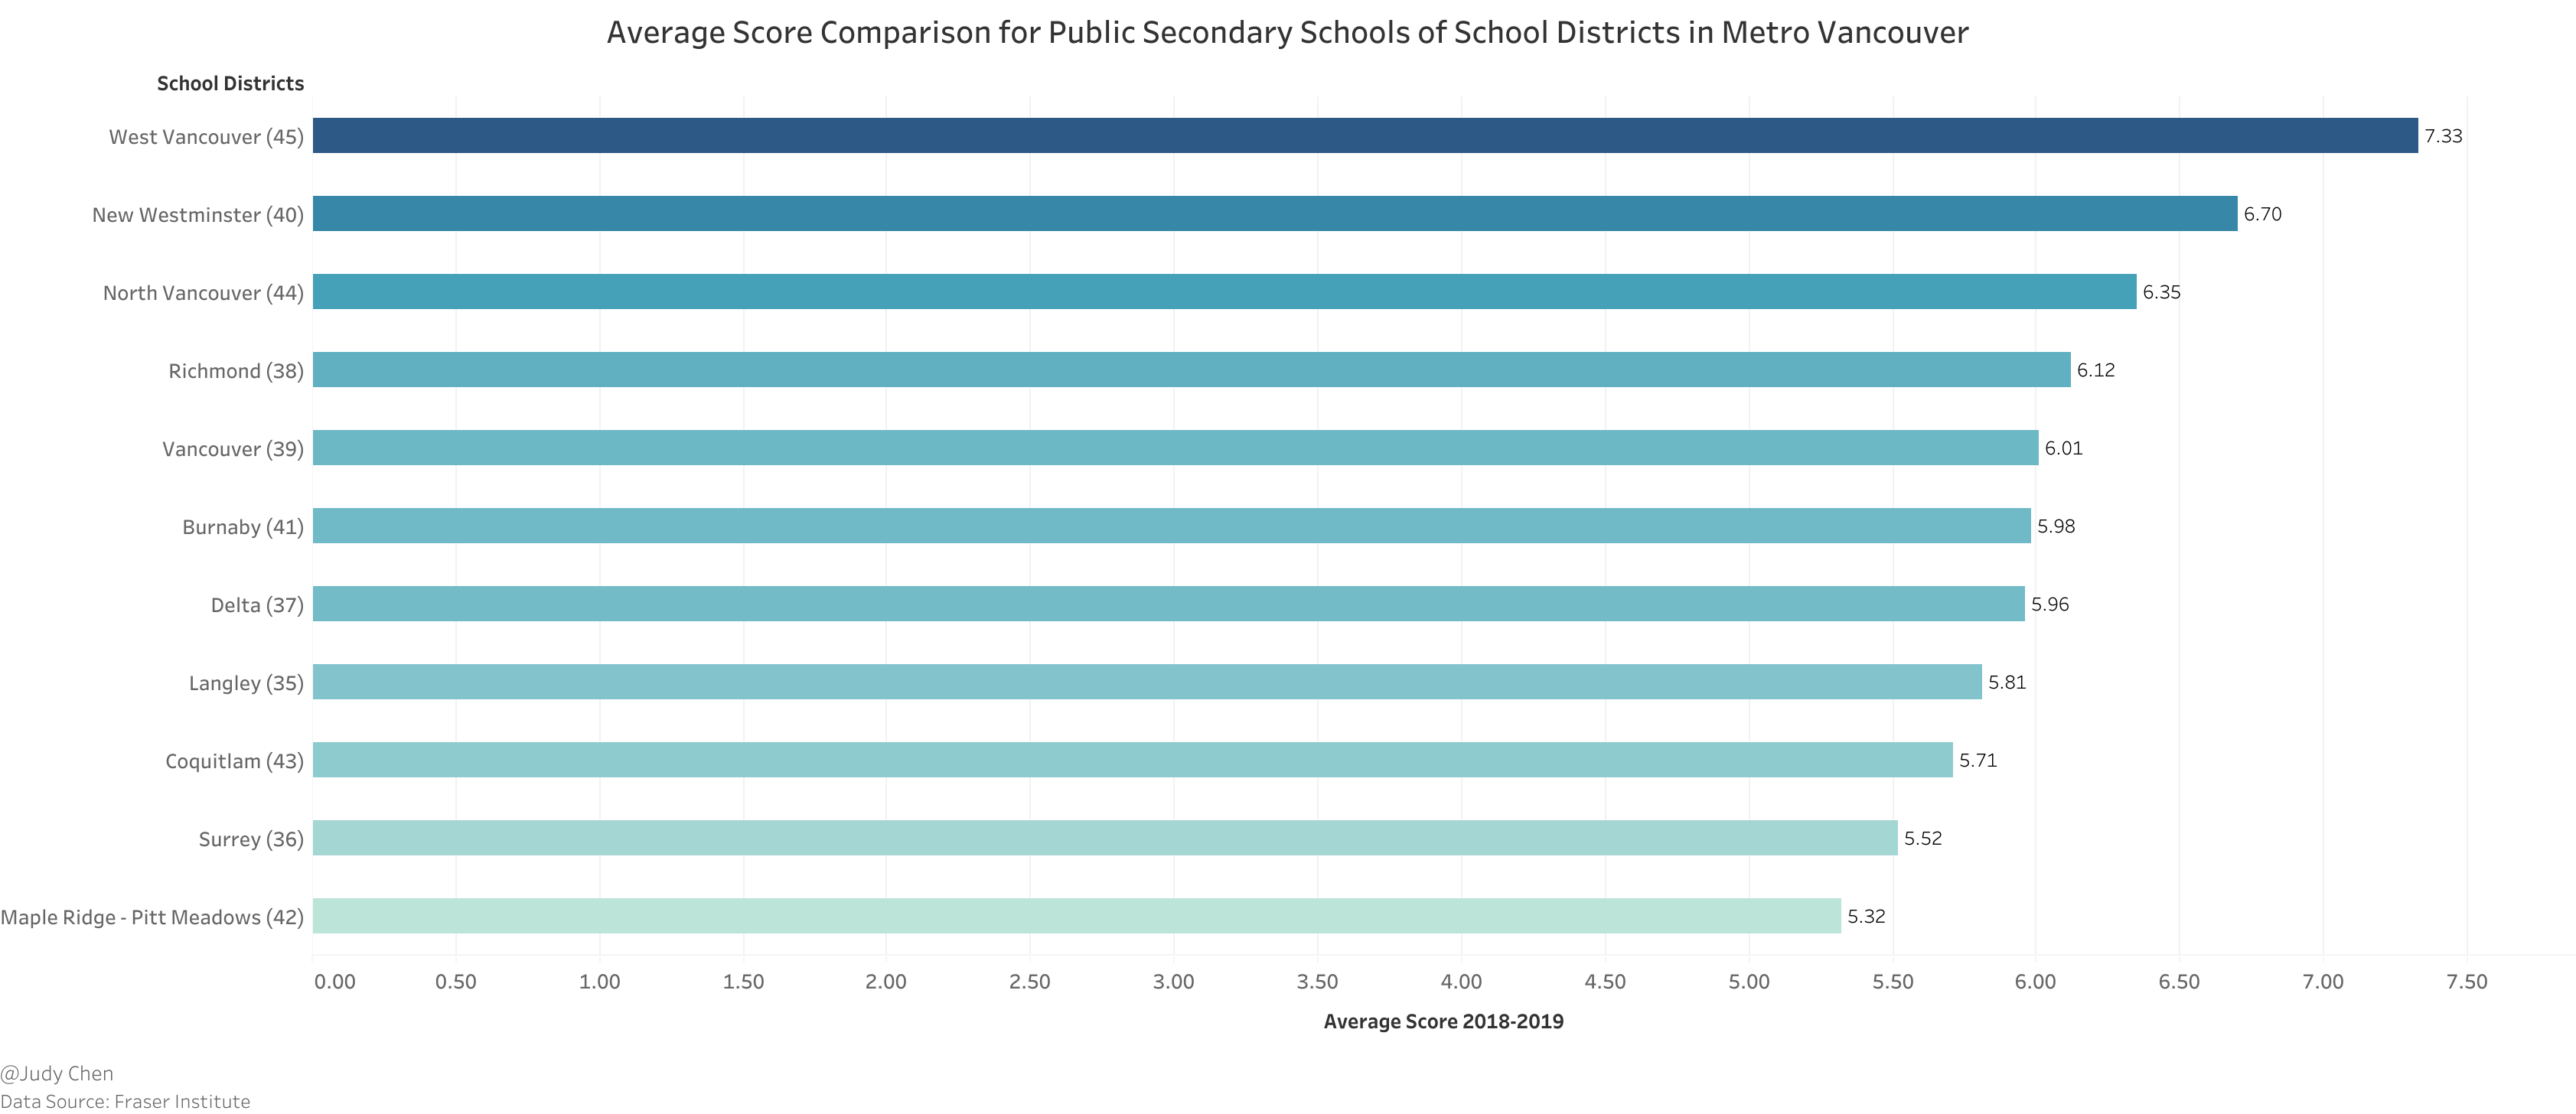 Average Score Comparison for Public Secondary Schools of School Districts in Metro Vancouver
School Districts
West Vancouver (45) 7.33
New Westminster (40) 6.70
North Vancouver (44) 6.35
Richmond (38) 6.12
Vancouver (39) 6.01
Burnaby (41) 5.98
Delta (37) 5.96
Langley (35) 5.81
Coquitlam (43) 5.71
Surrey (36) 5.52
Maple Ridge - Pitt Meadows (42) 5.32
0.00 0.50 1.00 1.50 2.00 2.50 3.00 3.50 4.00 4.50 5.00 5.50 6.00 6.50 7.00 7.50
Average Score 2018-2019
@Judy Chen
Data Source: Fraser Institute